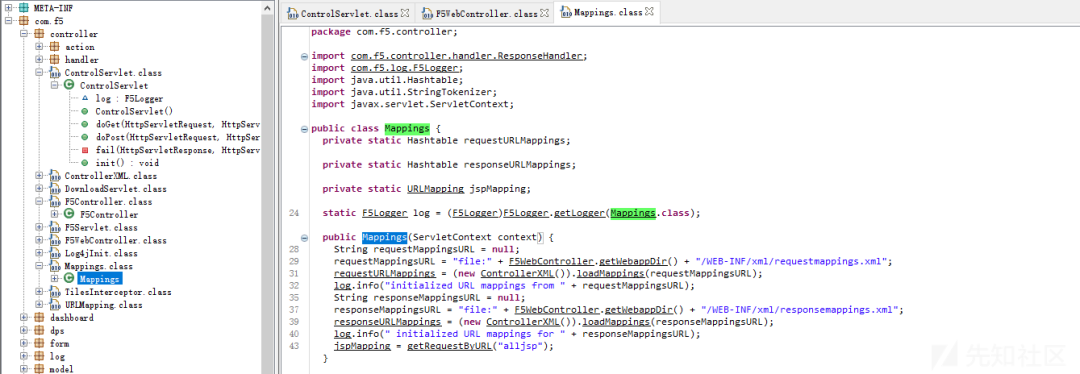 META-INF
com.f5
controller
action
handler
ControlServlet.class
ControlServlet
log : F5Logger
ControlServlet()
doGet(HttpServletRequest, HttpServ
doPost(HttpServletRequest, HttpSer
fail(HttpServletResponse, HttpServ
init() : void
ControllerXML.class
DownloadServlet.class
F5Controller.class
F5Controller
F5Servlet.class
F5WebController.class
Log4jInit.class
Mappings.class
Mappings
TilesInterceptor.class
URLMapping.class
dashboard
dps
form
log
model
ControlServlet.class
F5WebController.class
Mappings.class
package com.f5.controller;
import com.f5.controller.handler.ResponseHandler;
import com.f5.log.F5Logger;
import java.util.Hashtable;
import java.util.StringTokenizer;
import javax.servlet.ServletContext;
public class Mappings {
private static Hashtable requestURLMappings;
private static Hashtable responseURLMappings;
private static URLMapping jspMapping;
24 static F5Logger log = (F5Logger)F5Logger.getLogger(Mappings.class);
public Mappings(ServletContext context) {
28 String requestMappingsURL = null;
29 requestMappingsURL = "file:" + F5WebController.getWebappDir() + "/WEB-INF/xml/requestmappings.xml";
31 requestURLMappings = (new ControllerXML()).loadMappings(requestMappingsURL);
32 log.info("initialized URL mappings from " + requestMappingsURL);
35 String responseMappingsURL = null;
37 responseMappingsURL = "file:" + F5WebController.getWebappDir() + "/WEB-INF/xml/responsemappings.xml";
39 responseURLMappings = (new ControllerXML()).loadMappings(responseMappingsURL);
40 log.info(" initialized URL mappings for " + responseMappingsURL);
43 jspMapping = getRequestByURL("alljsp");
}
先知社区